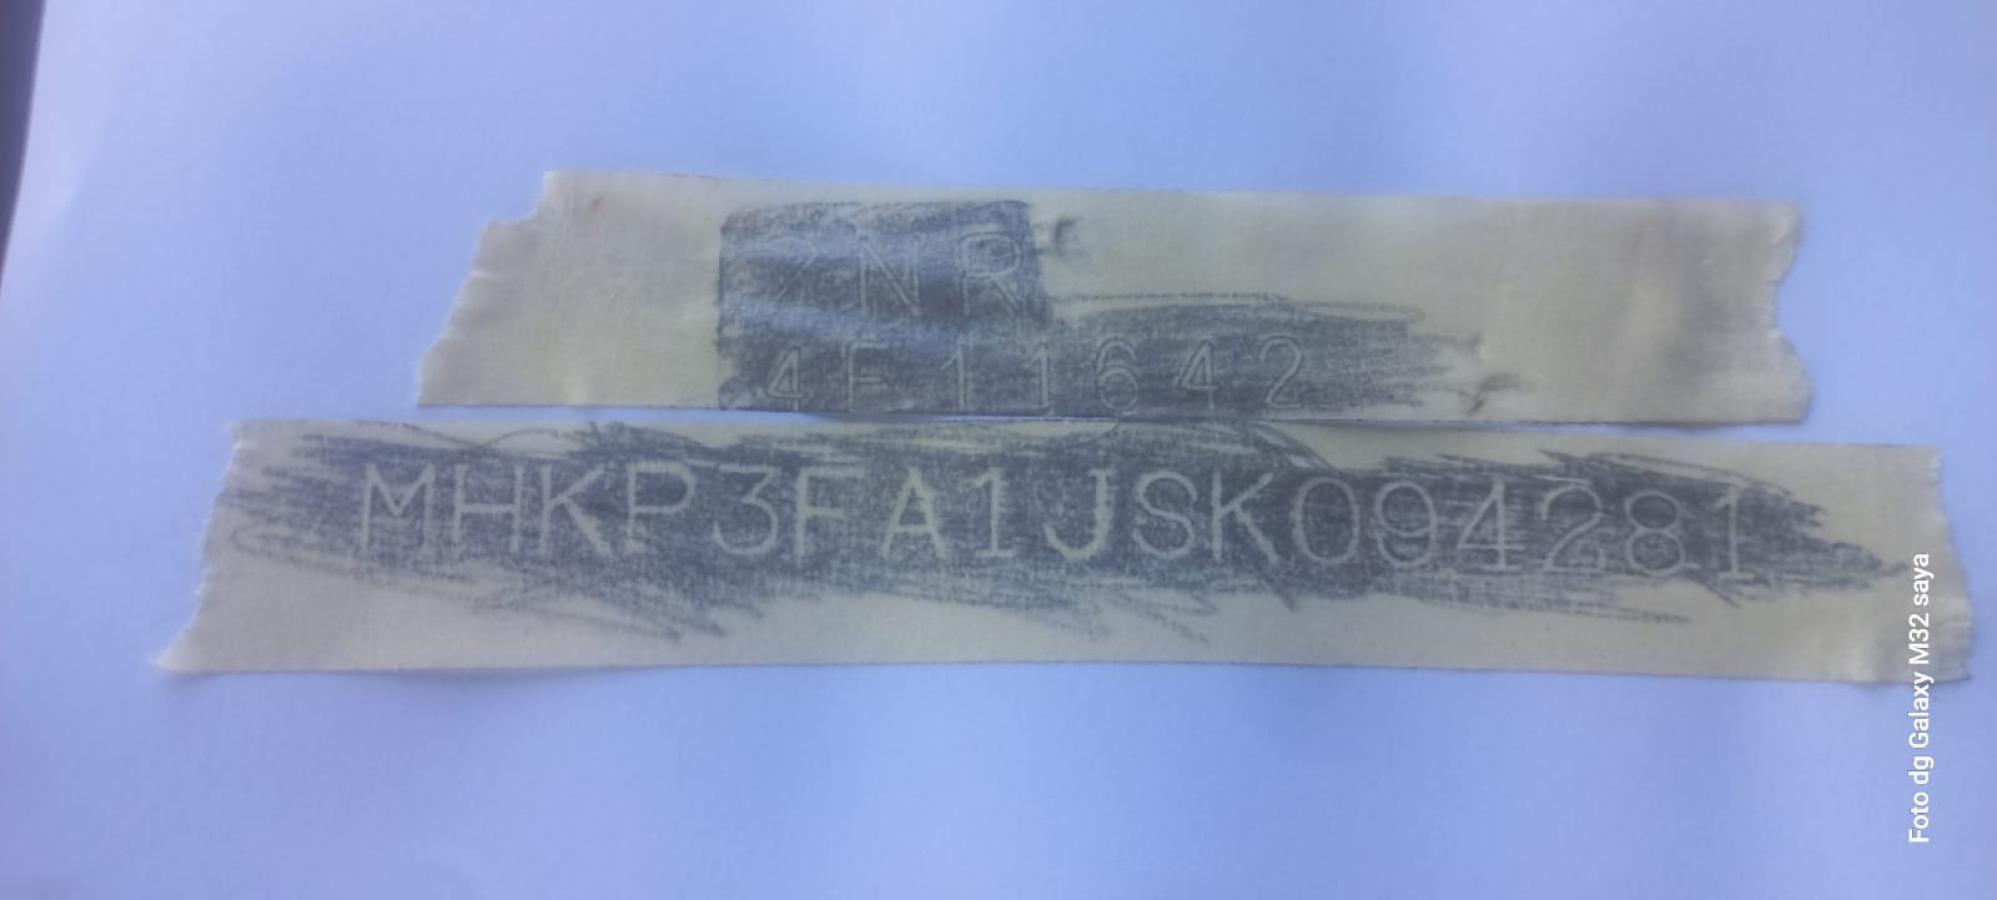 2NR
4F11642
MHKP3FA1JSK094281
Foto dg Galaxy M32 saya